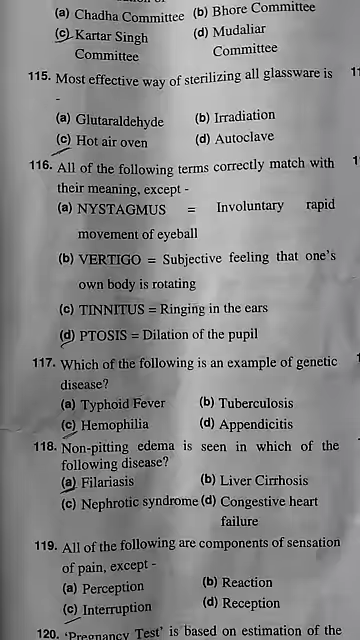 (a) Chadha Committee (b) Bhore Committee
(c) Kartar Singh Committee (d) Mudaliar Committee
115. Most effective way of sterilizing all glassware is
-
(a) Glutaraldehyde (b) Irradiation
(c) Hot air oven (d) Autoclave
116. All of the following terms correctly match with
their meaning, except -
(a) NYSTAGMUS = Involuntary rapid
movement of eyeball
(b) VERTIGO = Subjective feeling that one's
own body is rotating
(c) TINNITUS = Ringing in the ears
(d) PTOSIS = Dilation of the pupil
117. Which of the following is an example of genetic
disease?
(a) Typhoid Fever (b) Tuberculosis
(c) Hemophilia (d) Appendicitis
118. Non-pitting edema is seen in which of the
following disease?
(a) Filariasis (b) Liver Cirrhosis
(c) Nephrotic syndrome (d) Congestive heart
failure
119. All of the following are components of sensation
of pain, except -
(a) Perception (b) Reaction
(c) Interruption (d) Reception
120. 'Pregnancy Test' is based on estimation of the